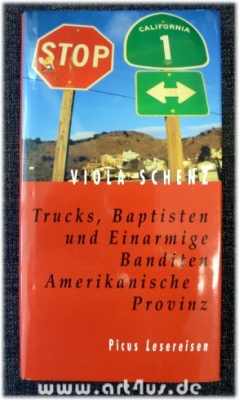 STOP
CALIFORNIA
1
VIOLA SCHENZ
Trucks, Baptisten
und Einarmige
Banditen
Amerikanische
Provinz
Picus Lesereisen
www.art4us.de